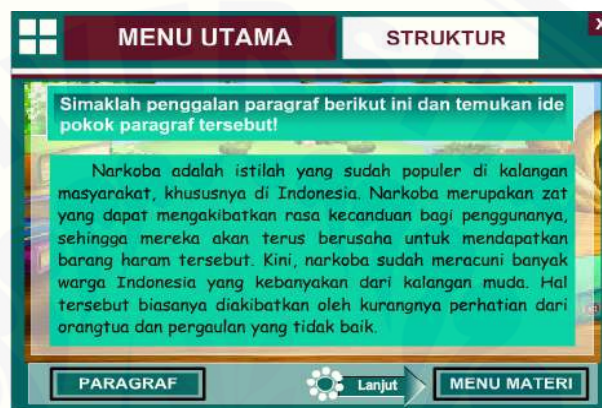 MENU UTAMA
STRUKTUR
X
Simaklah penggalan paragraf berikut ini dan temukan ide
pokok paragraf tersebut!
Narkoba adalah istilah yang sudah populer di kalangan
masyarakat, khususnya di Indonesia. Narkoba merupakan zat
yang dapat mengakibatkan rasa kecanduan bagi penggunanya,
sehingga mereka akan terus berusaha untuk mendapatkan
barang haram tersebut. Kini, narkoba sudah meracuni banyak
warga Indonesia yang kebanyakan dari kalangan muda. Hal
tersebut biasanya diakibatkan oleh kurangnya perhatian dari
orangtua dan pergaulan yang tidak baik.
PARAGRAF
Lanjut
MENU MATERI